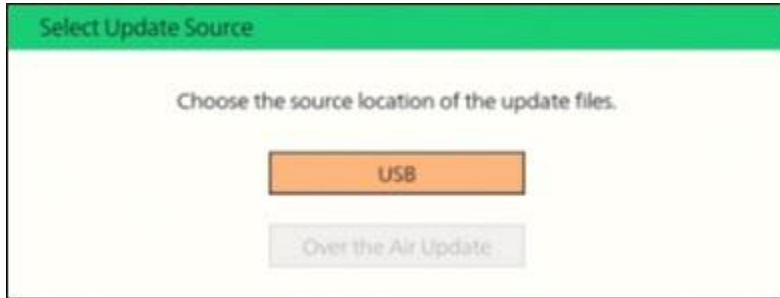 Select Update Source
Choose the source location of the update files.
USB
Over the Air Update